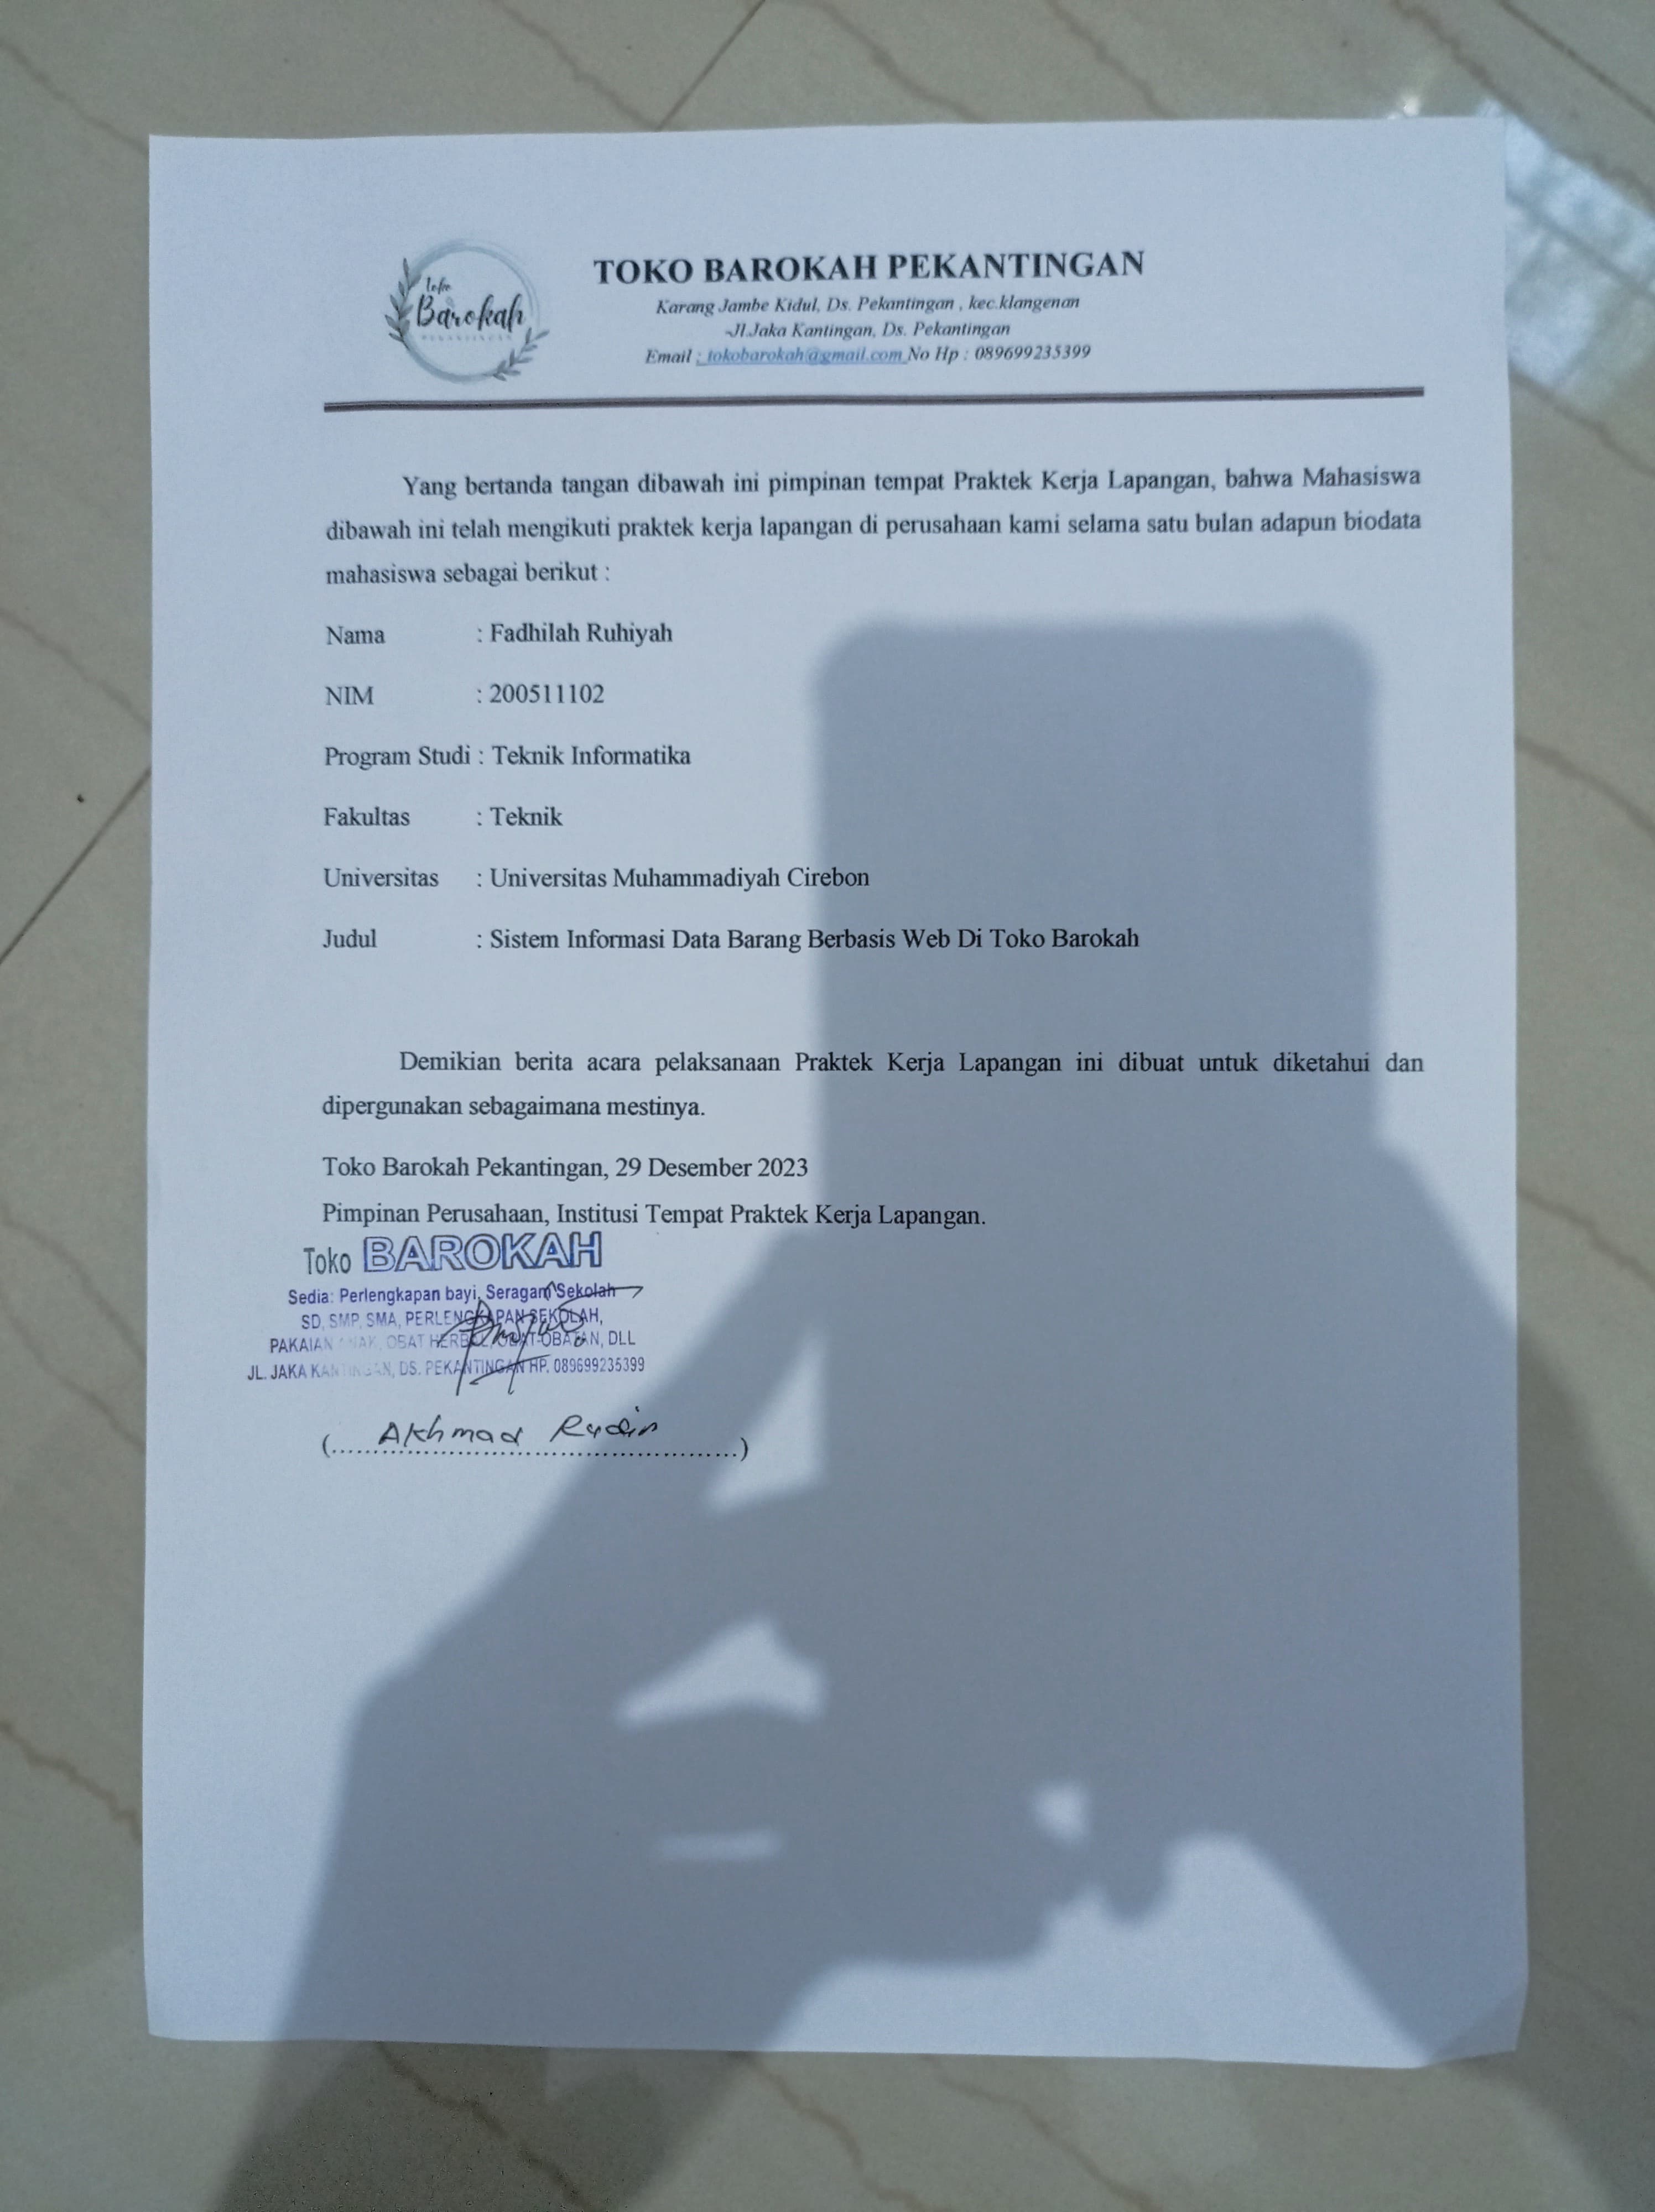 toko
Barokah
PEKANTINGAN
TOKO BAROKAH PEKANTINGAN
Karang Jambe Kidul, Ds. Pekantingan , kec.klangenan
Jl.Jaka Kantingan, Ds. Pekantingan
Email : tokobarokah@gmail.com No Hp : 089699235399
Yang bertanda tangan dibawah ini pimpinan tempat Praktek Kerja Lapangan, bahwa Mahasiswa
dibawah ini telah mengikuti praktek kerja lapangan di perusahaan kami selama satu bulan adapun biodata
mahasiswa sebagai berikut :
Nama : Fadhilah Ruhiyah
NIM : 200511102
Program Studi : Teknik Informatika
Fakultas : Teknik
Universitas : Universitas Muhammadiyah Cirebon
Judul : Sistem Informasi Data Barang Berbasis Web Di Toko Barokah
Demikian berita acara pelaksanaan Praktek Kerja Lapangan ini dibuat untuk diketahui dan
dipergunakan sebagaimana mestinya.
Toko Barokah Pekantingan, 29 Desember 2023
Pimpinan Perusahaan, Institusi Tempat Praktek Kerja Lapangan.
Toko BAROKAH
Sedia: Perlengkapan bayi, Seragam Sekolah
SD, SMP, SMA, PERLENGKAPAN SEKOLAH,
PAKAIAN ANAK, OBAT HERBAL, OBAT-OBATAN, DLL
JL. JAKA KANTINGAN, DS. PEKANTINGAN HP. 089699235399
(Akhmad Rudin)